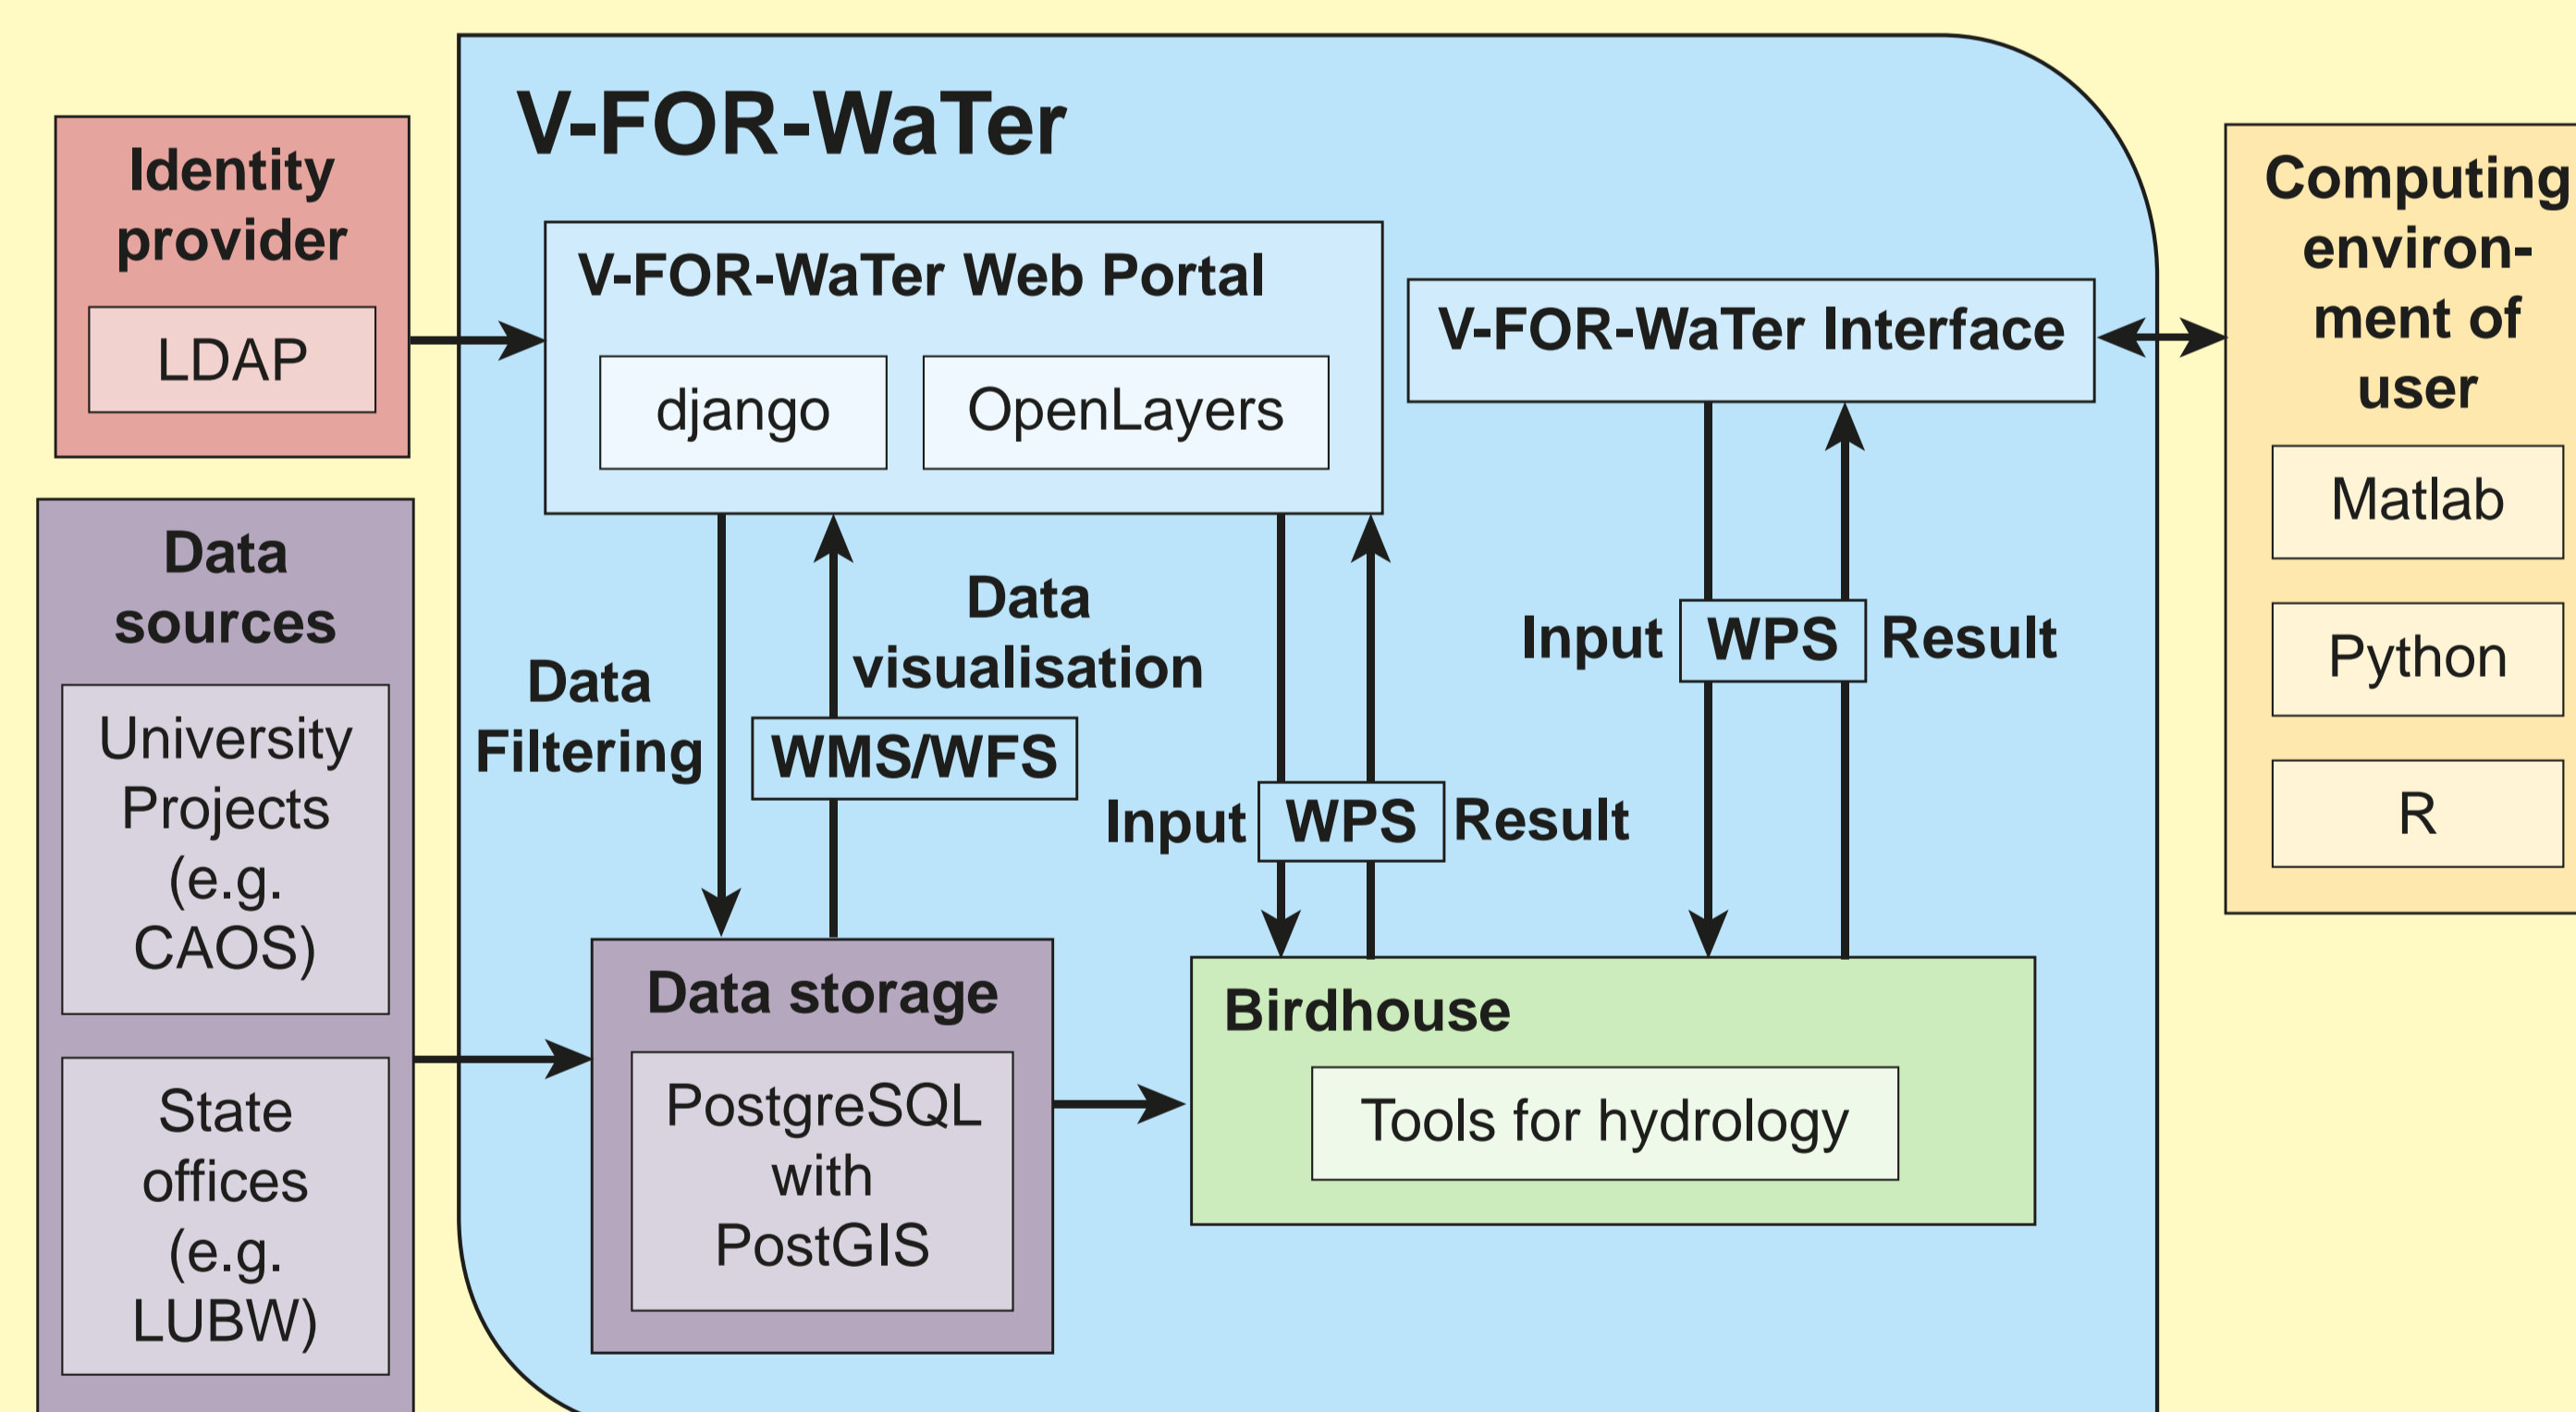 V-FOR-WaTer
Identity
provider
LDAP
Data
sources
University
Projects
(e.g.
CAOS)
State
offices
(e.g.
LUBW)
V-FOR-WaTer Web Portal
django
OpenLayers
V-FOR-WaTer Interface
Data
Filtering
Data
visualisation
WMS/WFS
Input
WPS
Result
Input
WPS
Result
Data storage
PostgreSQL
with
PostGIS
Birdhouse
Tools for hydrology
Computing
environ-
ment of
user
Matlab
Python
R